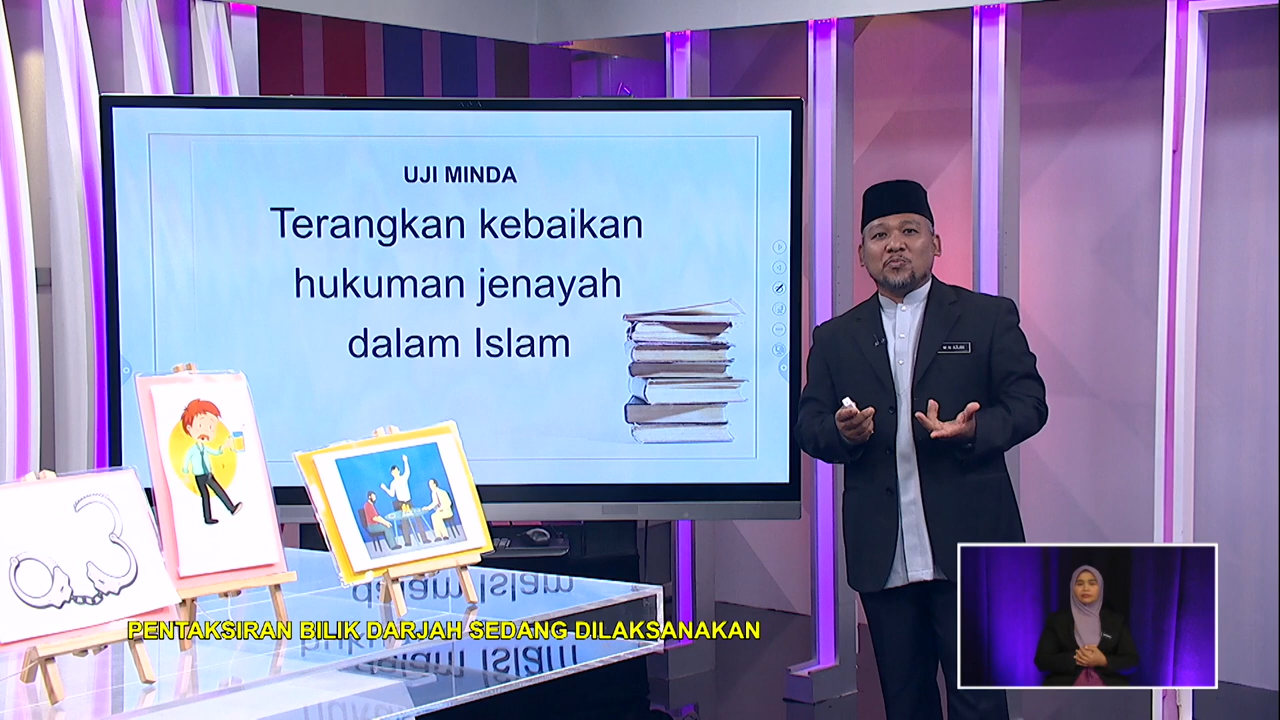 UJI MINDA
Terangkan kebaikan
hukuman jenayah
dalam Islam
PENTAKSIRAN BILIK DARJAH SEDANG DILAKSANAKAN